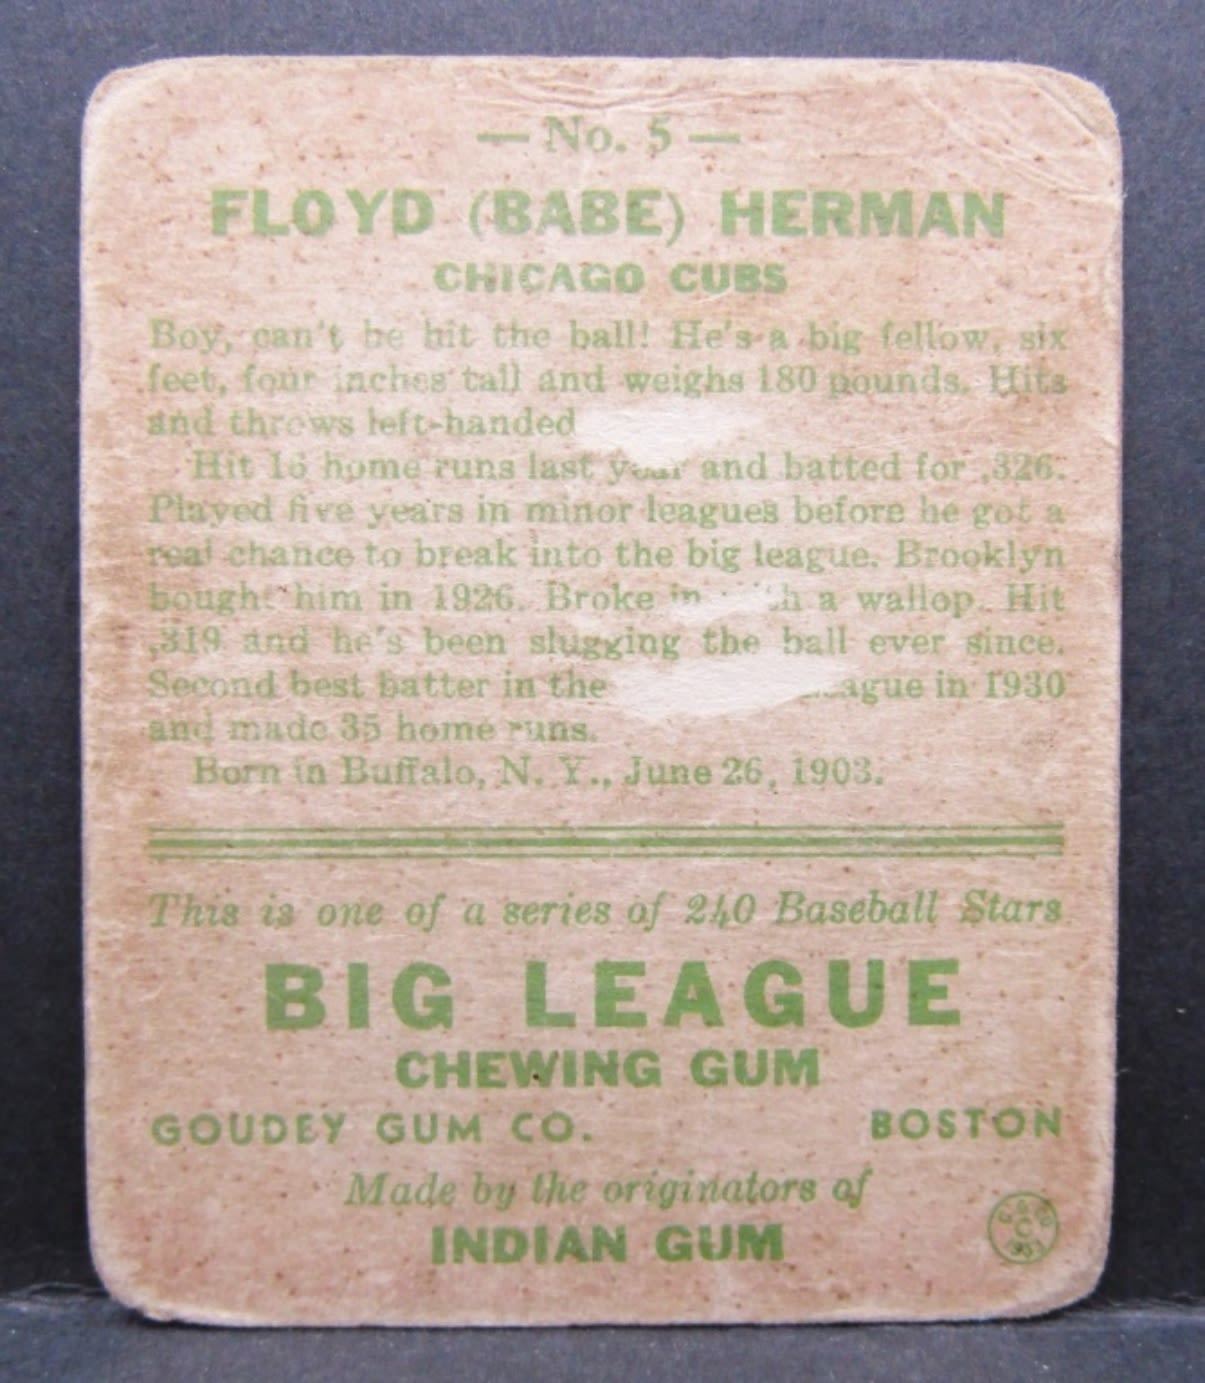 — No. 5 —
FLOYD (BABE) HERMAN
CHICAGO CUBS
Boy, can't he hit the ball! He's a big fellow, six
feet, four inches tall and weighs 180 pounds. Hits
and throws left-handed
Hit 16 home runs last year and batted for .326.
Played five years in minor leagues before he got a
real chance to break into the big league. Brooklyn
bought him in 1926. Broke in with a wallop. Hit
.319 and he's been slugging the ball ever since.
Second best batter in the in 1930
and made 35 home runs.
Born in Buffalo, N. Y., June 26, 1903.
This is one of a series of 240 Baseball Stars
BIG LEAGUE
CHEWING GUM
GOUDEY GUM CO. BOSTON
Made by the originators of
INDIAN GUM